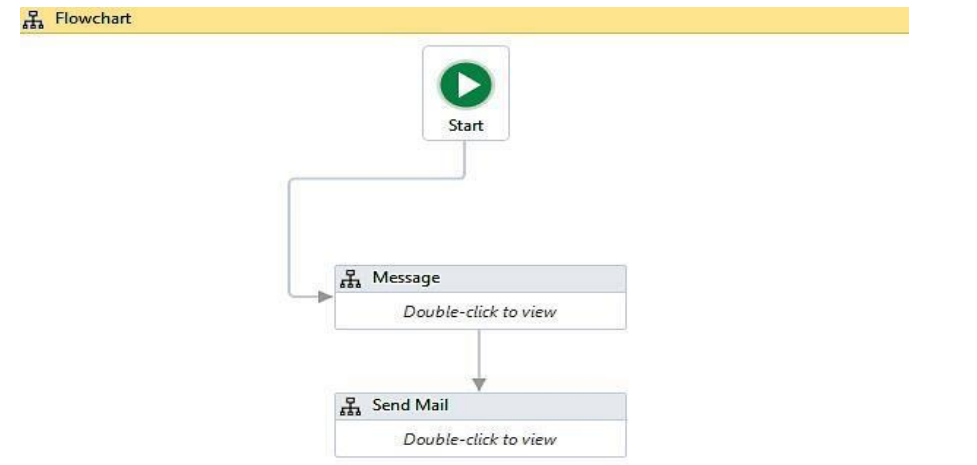 Flowchart
Start
Message
Double-click to view
Send Mail
Double-click to view